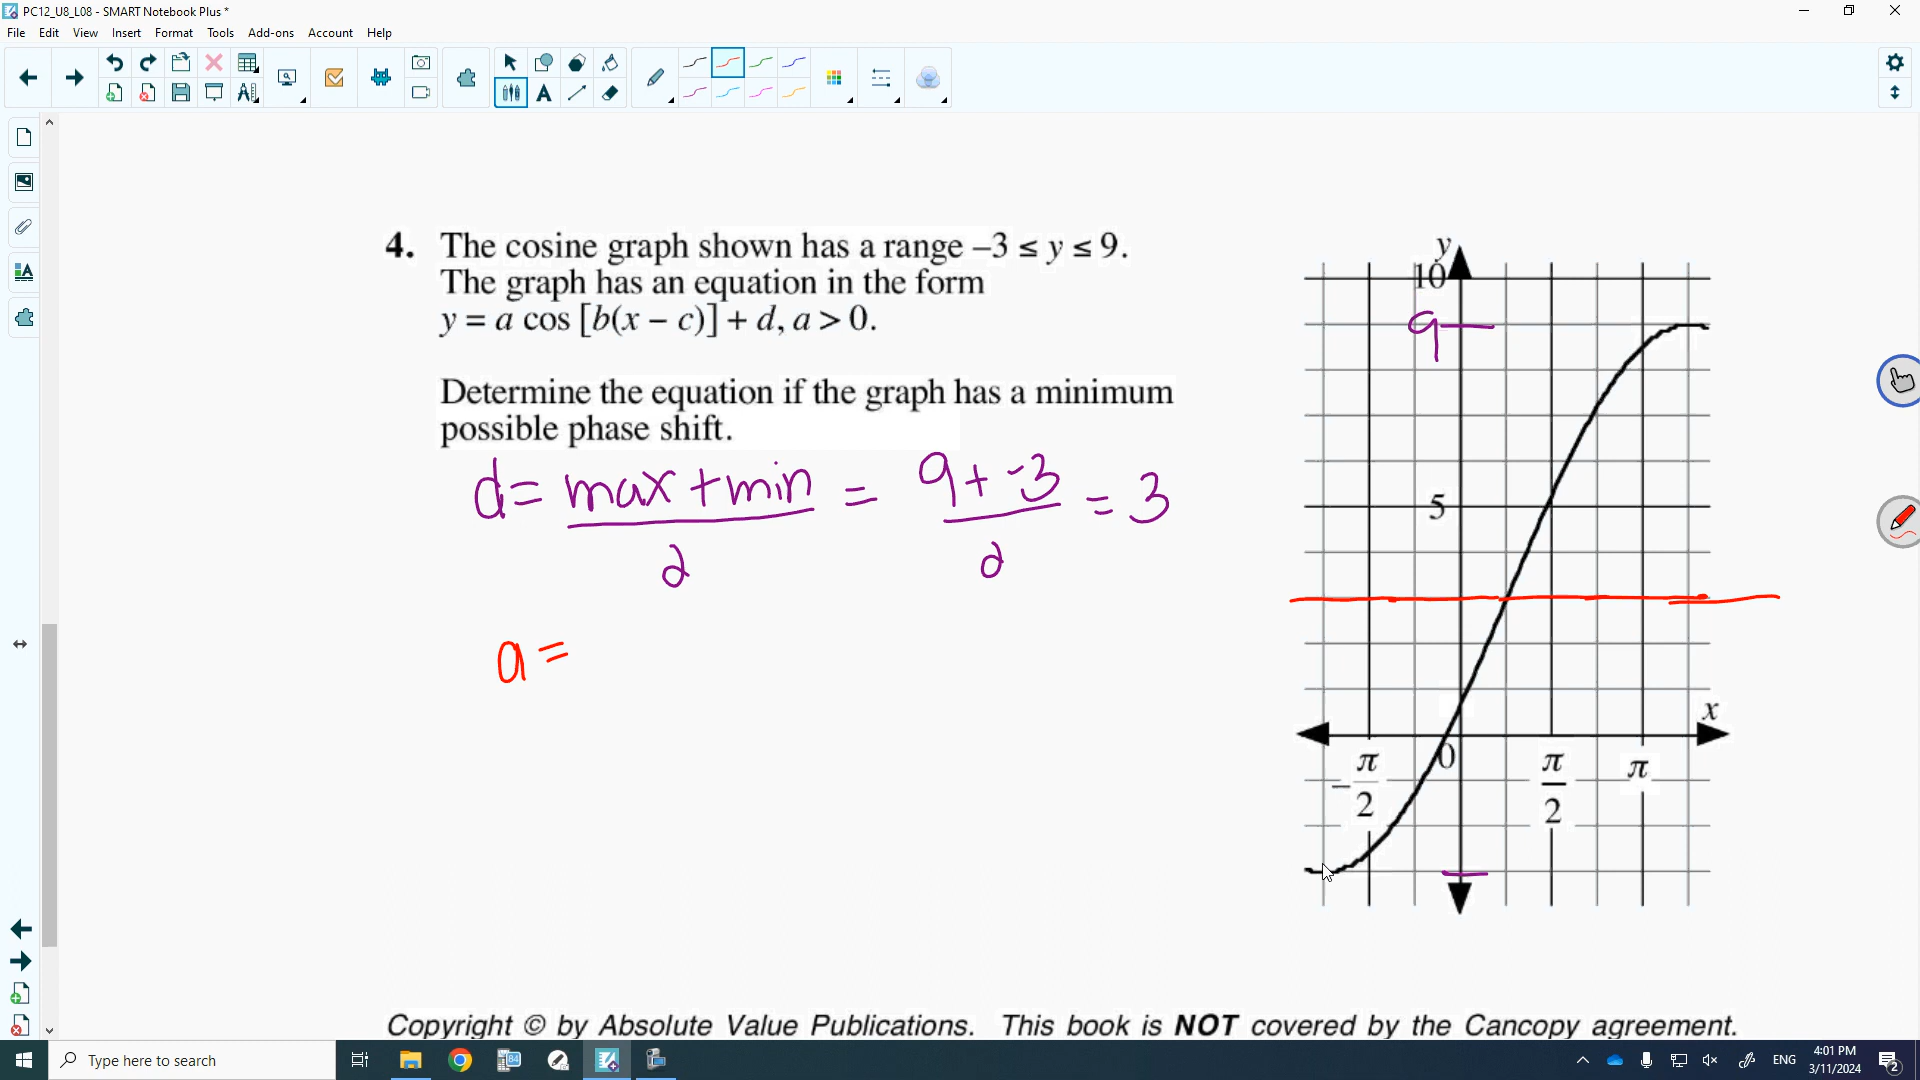 PC12_U8_L08 - SMART Notebook Plus *
File Edit View Insert Format Tools Add-ons Account Help
4. The cosine graph shown has a range –3 ≤ y ≤ 9.
The graph has an equation in the form
y = a cos [b(x – c)] + d, a > 0.
Determine the equation if the graph has a minimum
possible phase shift.
d = max + min / 2 = 9 + -3 / 2 = 3
a =
y
10
9
5
x
0
–π/2 π/2 π
Copyright © by Absolute Value Publications. This book is NOT covered by the Cancopy agreement.
Type here to search
84
ENG
4:01 PM
3/11/2024
2